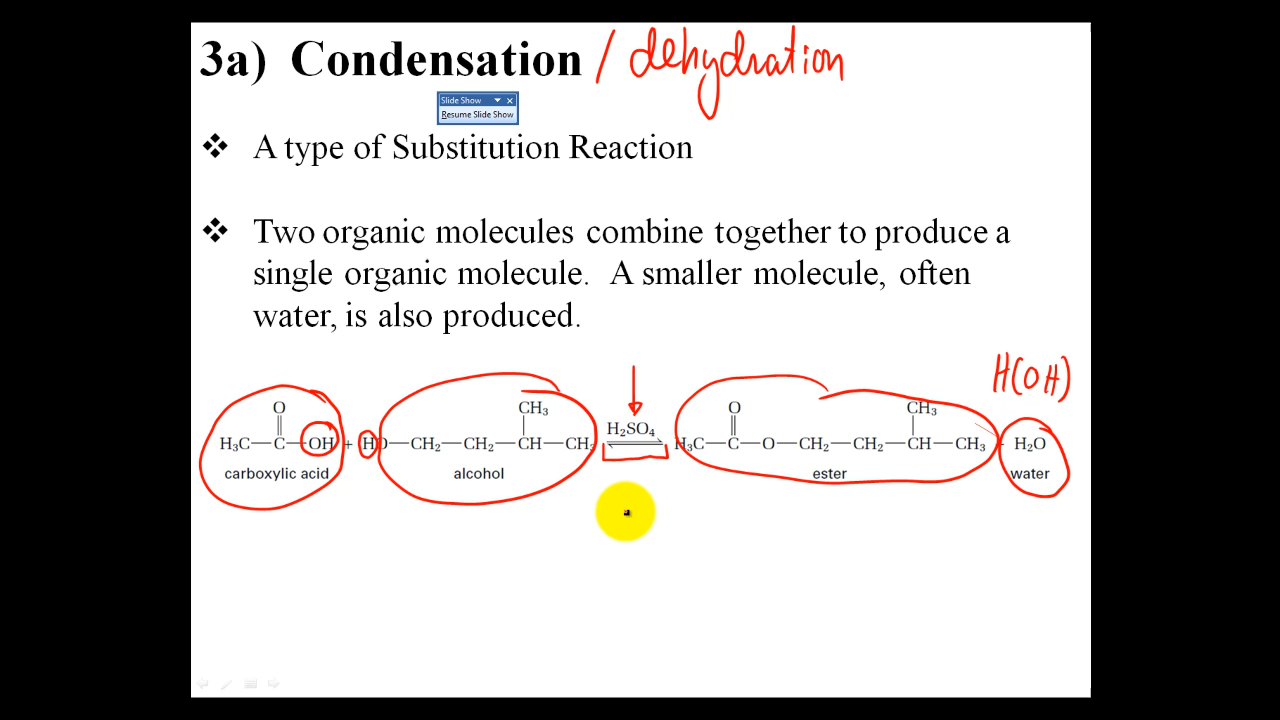 3a) Condensation / dehydration
Slide Show
Resume Slide Show
❖ A type of Substitution Reaction
❖ Two organic molecules combine together to produce a
single organic molecule. A smaller molecule, often
water, is also produced.
H(OH)
O CH₃ O CH₃
H₃C—C—OH + HO—CH₂—CH₂—CH—CH₃ H₂SO₄ ⇌ H₃C—C—O—CH₂—CH₂—CH—CH₃ + H₂O
carboxylic acid alcohol ester water